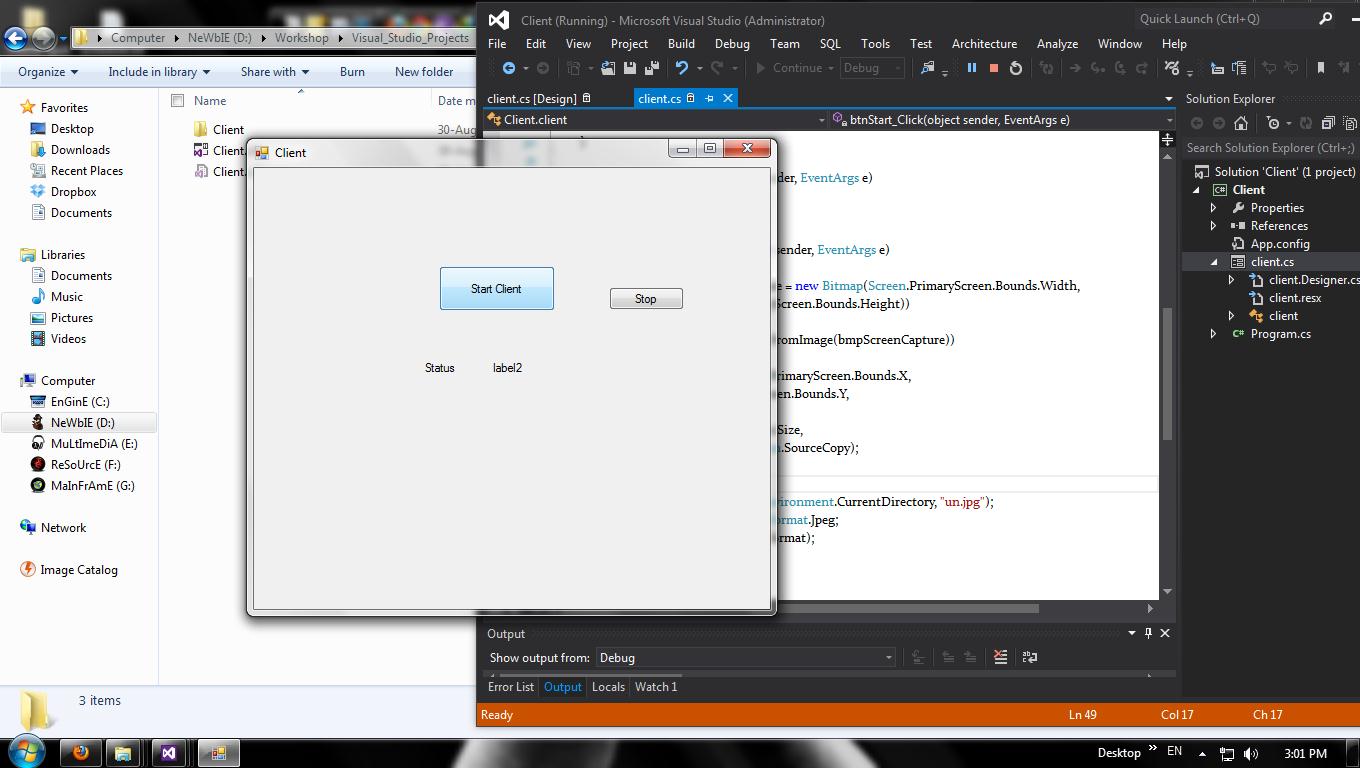 Computer ▸ NeWbIE (D:) ▸ Workshop ▸ Visual_Studio_Projects
Organize
Include in library
Share with
Burn
New folder
Favorites
Desktop
Downloads
Recent Places
Dropbox
Documents
Libraries
Documents
Music
Pictures
Videos
Computer
EnGinE (C:)
NeWbIE (D:)
MuLtImeDiA (E:)
ReSoUrcE (F:)
MaInFrAmE (G:)
Network
Image Catalog
Name
Date m
Client
30-Aug
Client.
Client.
3 items
Client
Start Client
Stop
Status
label2
Client (Running) - Microsoft Visual Studio (Administrator)
Quick Launch (Ctrl+Q)
File Edit View Project Build Debug Team SQL Tools Test Architecture Analyze Window Help
Continue
Debug
client.cs [Design]
client.cs
Client.client
btnStart_Click(object sender, EventArgs e)
}
der, EventArgs e)
sender, EventArgs e)
e = new Bitmap(Screen.PrimaryScreen.Bounds.Width,
Screen.Bounds.Height))
omImage(bmpScreenCapture))
rimaryScreen.Bounds.X,
en.Bounds.Y,
Size,
.SourceCopy);
ironment.CurrentDirectory, "un.jpg");
ormat.Jpeg;
rmat);
Output
Show output from:
Debug
Error List
Output
Locals
Watch 1
Ready
Ln 49
Col 17
Ch 17
Solution Explorer
Search Solution Explorer (Ctrl+;)
Solution 'Client' (1 project)
C# Client
Properties
References
App.config
client.cs
client.Designer.cs
client.resx
client
C# Program.cs
Desktop
»
EN
3:01 PM